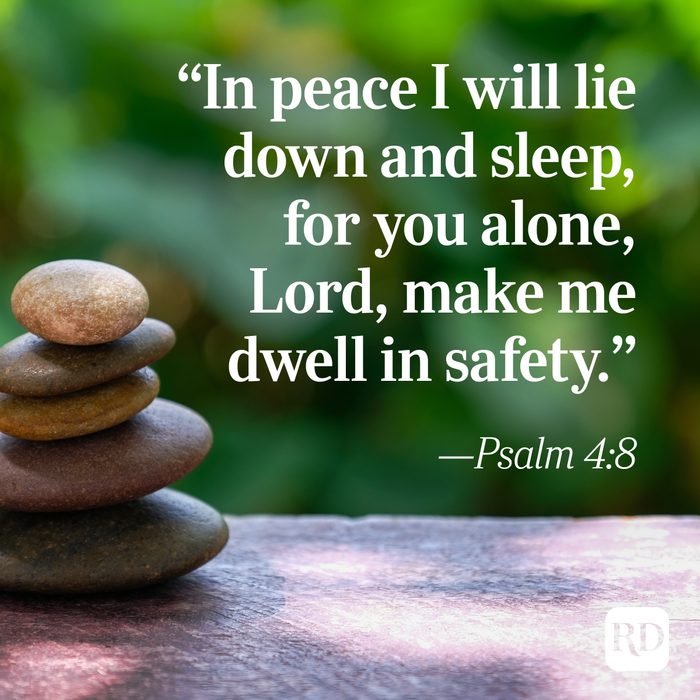 “In peace I will lie
down and sleep,
for you alone,
Lord, make me
dwell in safety.”
—Psalm 4:8
RD